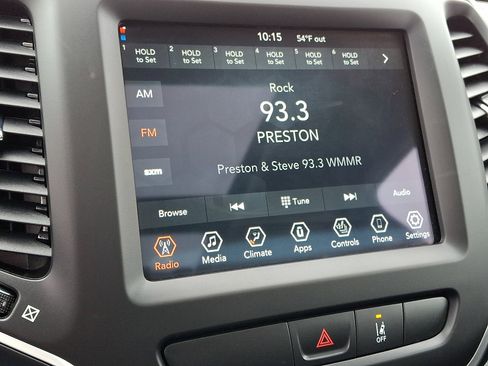 10:15 54°F out
1 HOLD to Set 2 HOLD to Set 3 HOLD to Set 4 HOLD to Set 5 HOLD to Set 6 HOLD to Set
AM
Rock
93.3
FM
PRESTON
sxm
Preston & Steve 93.3 WMMR
Browse Tune Audio
Radio Media Climate Apps Controls Phone Settings
OFF